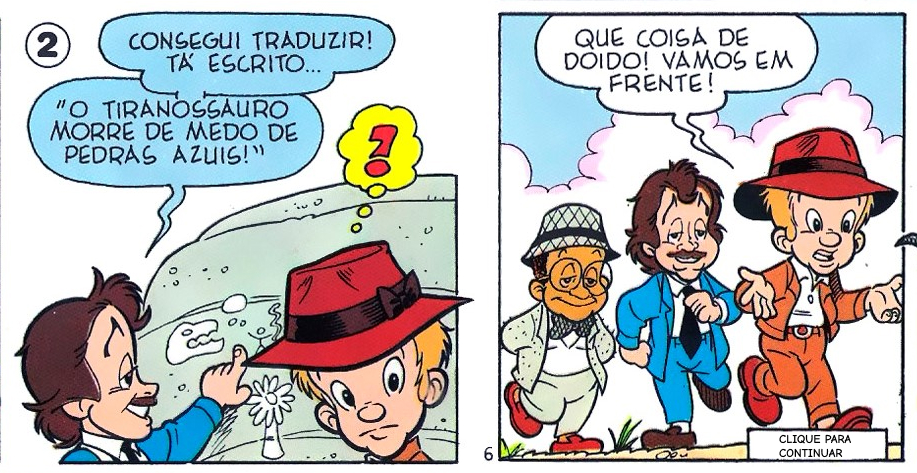 2
CONSEGUI TRADUZIR!
TÁ ESCRITO...
"O TIRANOSSAURO
MORRE DE MEDO DE
PEDRAS AZUIS!"
!
QUE COISA DE
DOIDO! VAMOS EM
FRENTE!
6
CLIQUE PARA
CONTINUAR